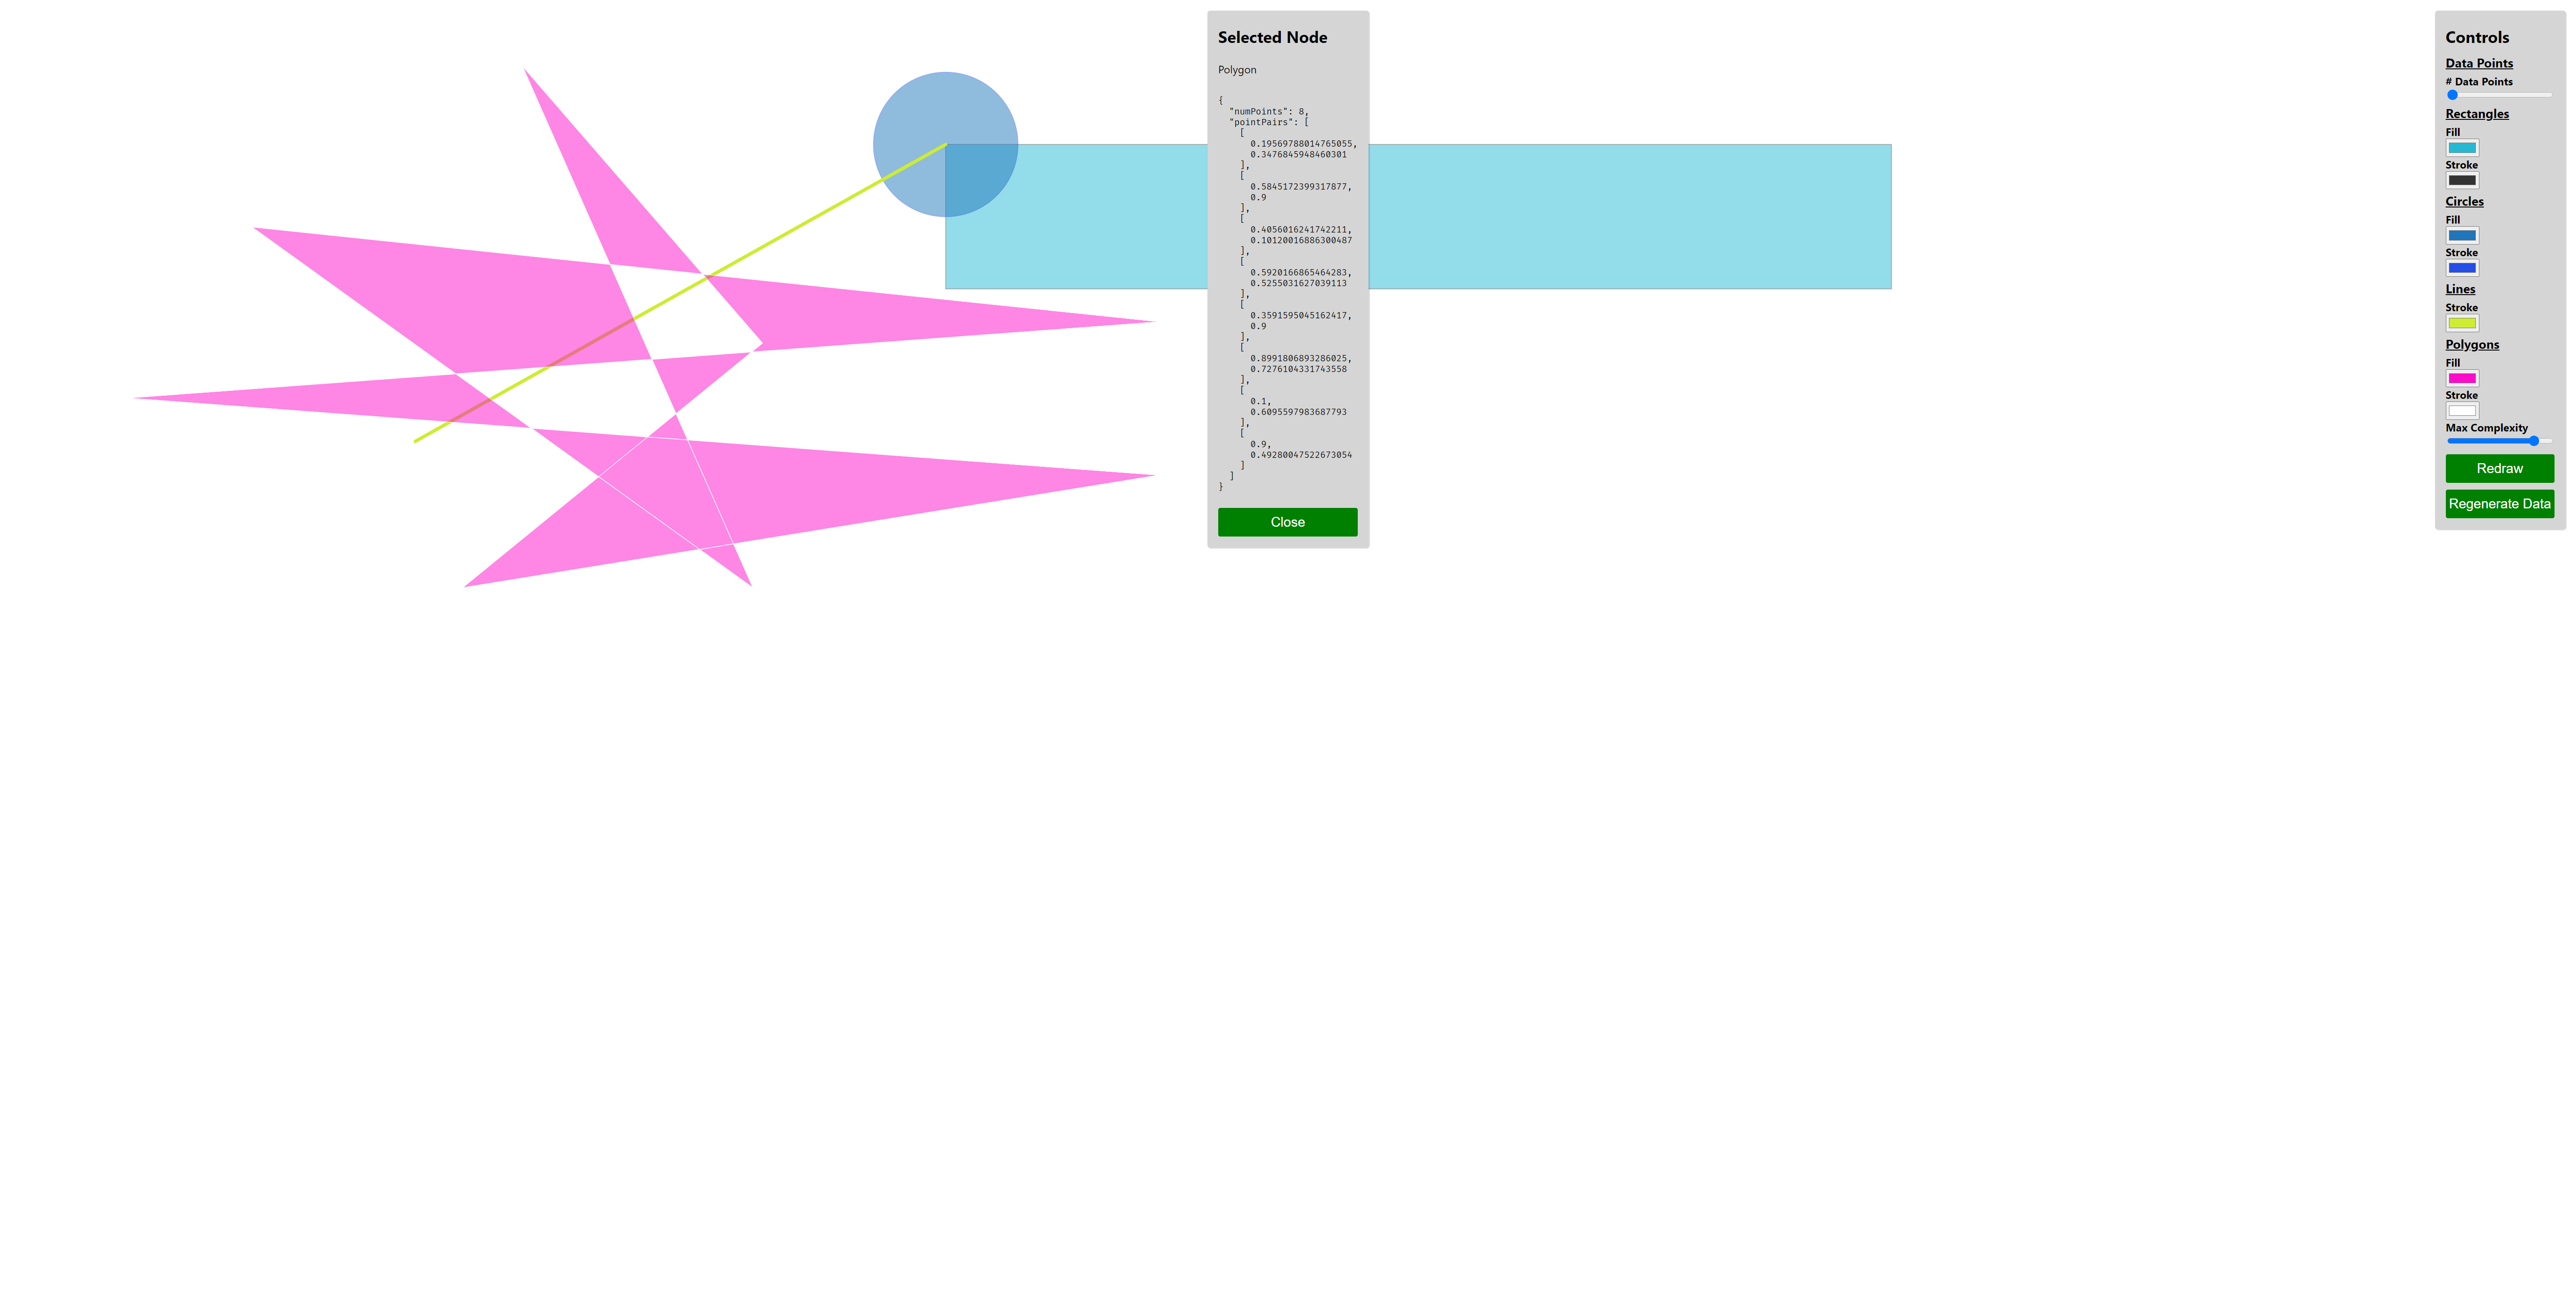 Selected Node
Polygon
{
  "numPoints": 8,
  "pointPairs": [
    [
      0.19569788014765055,
      0.3476845948460301
    ],
    [
      0.5845172399317877,
      0.9
    ],
    [
      0.4056016241742211,
      0.10120016886300487
    ],
    [
      0.5920166865464283,
      0.5255031627039113
    ],
    [
      0.3591595045162417,
      0.9
    ],
    [
      0.8991806893286025,
      0.7276104331743558
    ],
    [
      0.1,
      0.6095597983687793
    ],
    [
      0.9,
      0.49280047522673054
    ]
  ]
}
Close
Controls
Data Points
# Data Points
Rectangles
Fill
Stroke
Circles
Fill
Stroke
Lines
Stroke
Polygons
Fill
Stroke
Max Complexity
Redraw
Regenerate Data